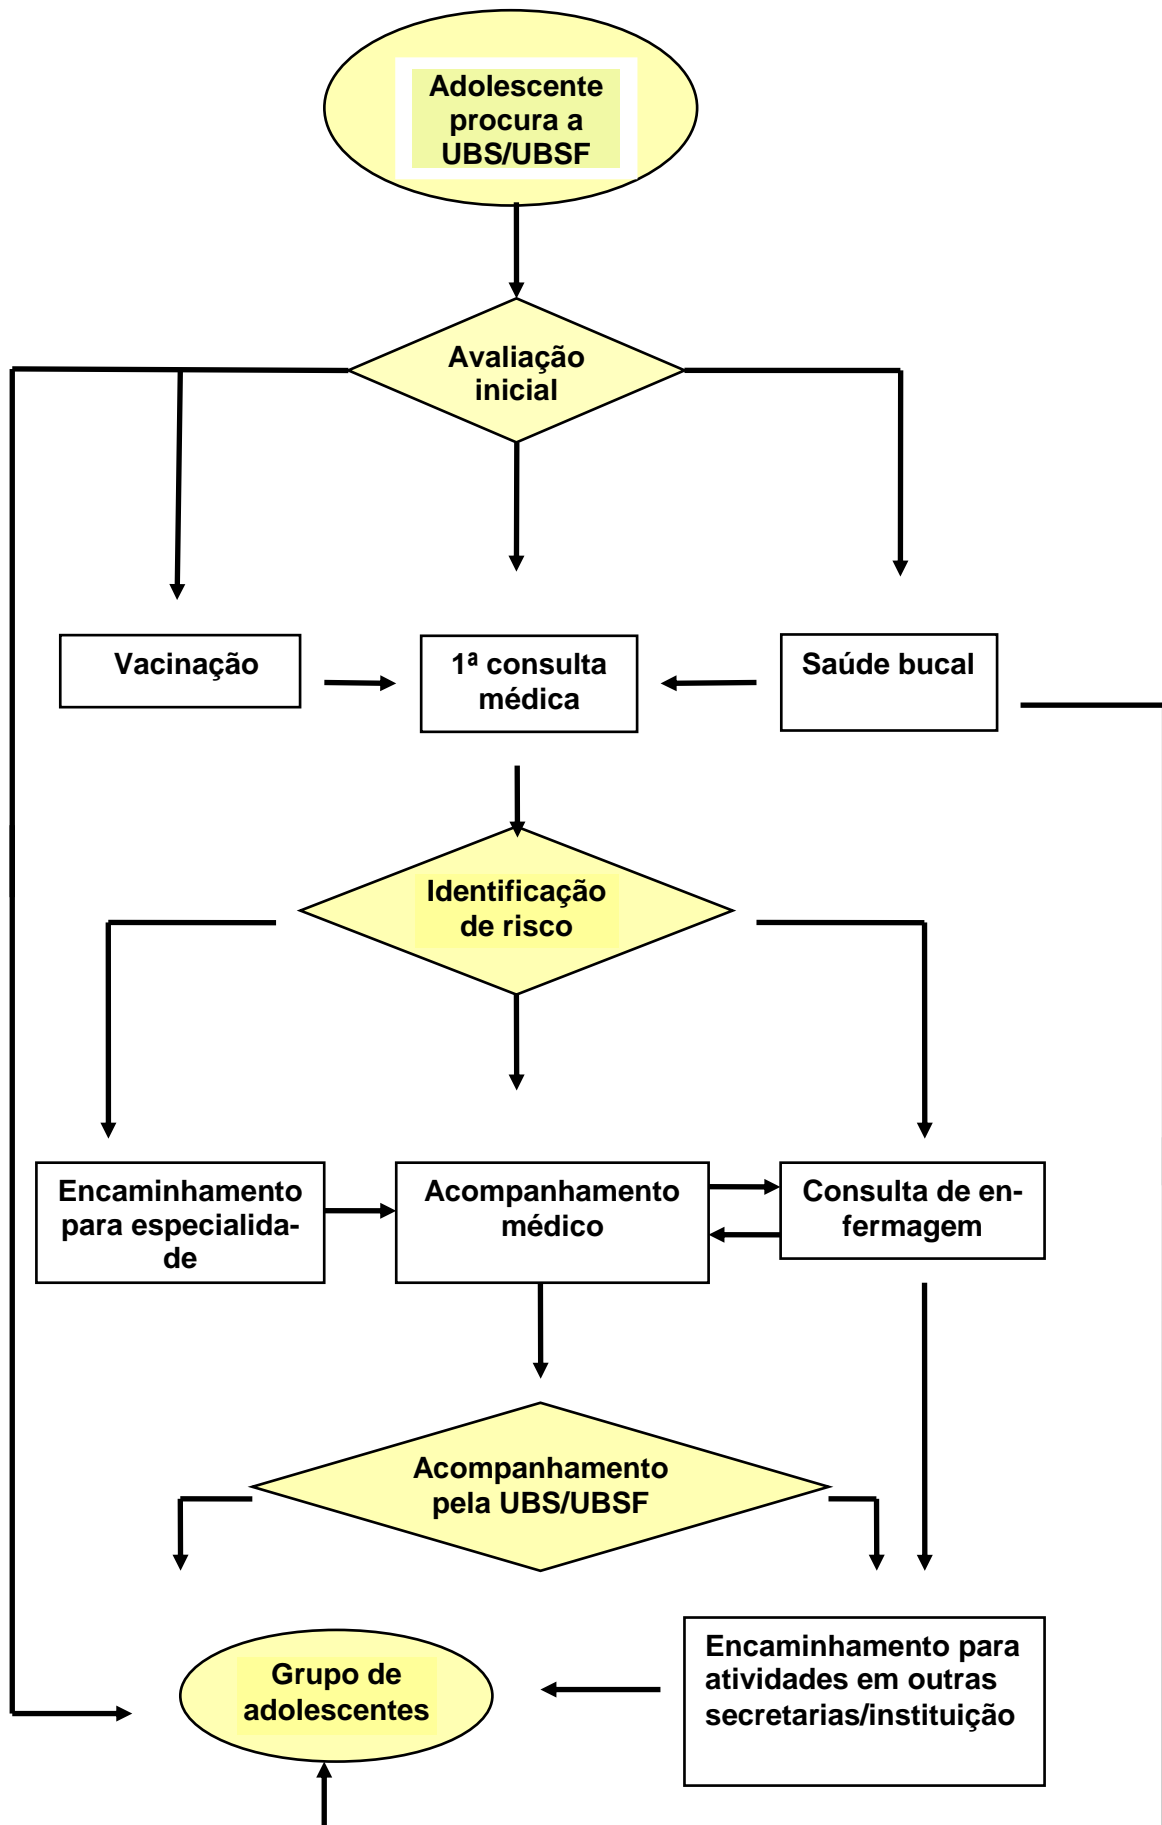 Adolescente
procura a
UBS/UBSF
Avaliação
inicial
Vacinação
1ª consulta
médica
Saúde bucal
Identificação
de risco
Encaminhamento
para especialida-
de
Acompanhamento
médico
Consulta de en-
fermagem
Acompanhamento
pela UBS/UBSF
Grupo de
adolescentes
Encaminhamento para
atividades em outras
secretarias/instituição